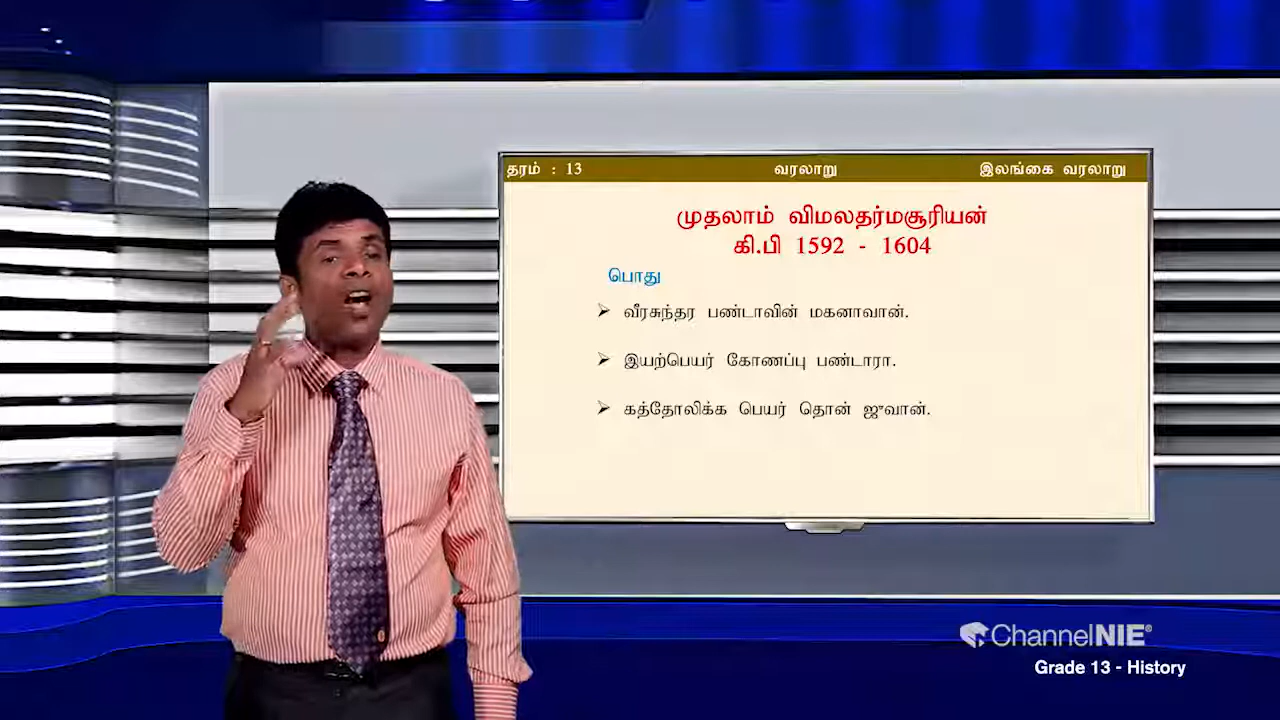 தரம் : 13 வரலாறு இலங்கை வரலாறு
முதலாம் விமலதர்மசூரியன்
கி.பி 1592 - 1604
பொது
➢ வீரசுந்தர பண்டாவின் மகனாவான்.
➢ இயற்பெயர் கோணப்பு பண்டாரா.
➢ கத்தோலிக்க பெயர் தொன் ஜுவான்.
ChannelNIE®
Grade 13 - History